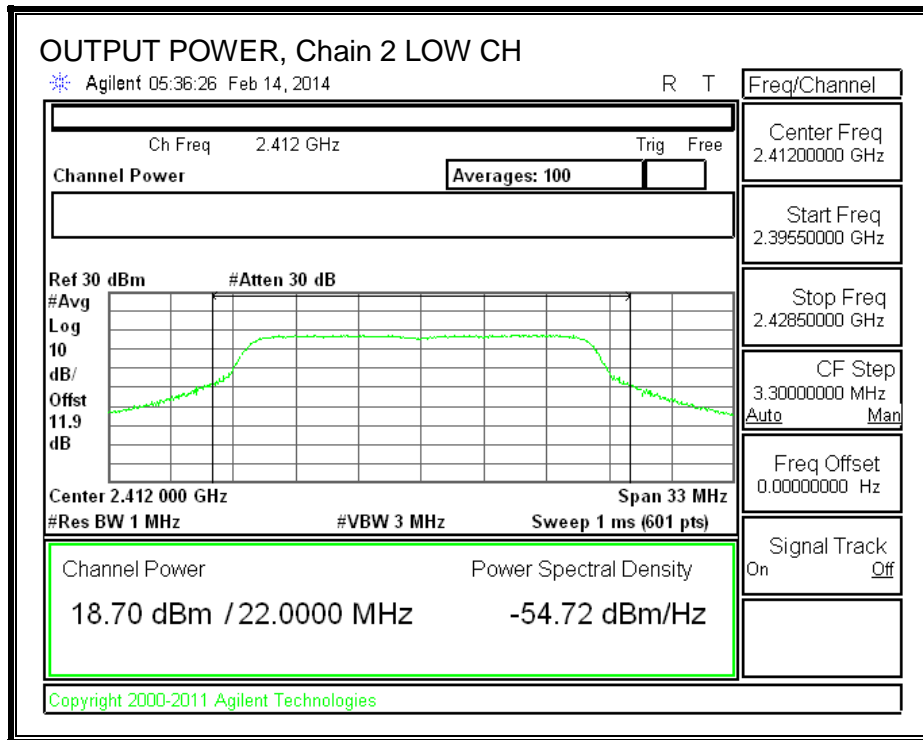 OUTPUT POWER, Chain 2 LOW CH
Agilent 05:36:26 Feb 14, 2014 R T
Ch Freq 2.412 GHz Trig Free
Channel Power Averages: 100
Ref 30 dBm #Atten 30 dB
#Avg
Log
10
dB/
Offst
11.9
dB
Center 2.412 000 GHz Span 33 MHz
#Res BW 1 MHz #VBW 3 MHz Sweep 1 ms (601 pts)
Channel Power Power Spectral Density
18.70 dBm / 22.0000 MHz -54.72 dBm/Hz
Copyright 2000-2011 Agilent Technologies
Freq/Channel
Center Freq
2.41200000 GHz
Start Freq
2.39550000 GHz
Stop Freq
2.42850000 GHz
CF Step
3.30000000 MHz
Auto Man
Freq Offset
0.00000000 Hz
Signal Track
On Off